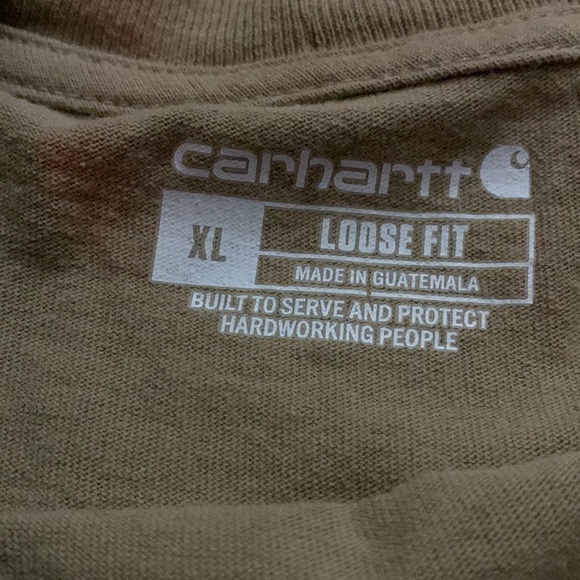 carhartt
XL
LOOSE FIT
MADE IN GUATEMALA
BUILT TO SERVE AND PROTECT
HARDWORKING PEOPLE